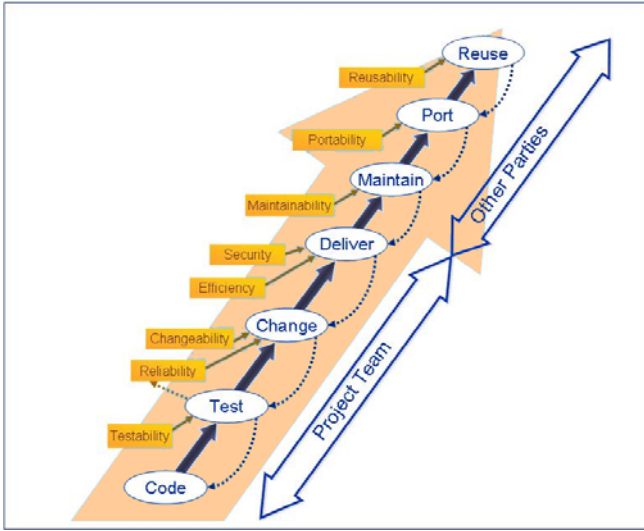 Reuse
Reusability
Port
Portability
Maintain
Maintainability
Other Parties
Deliver
Security
Efficiency
Change
Changeability
Reliability
Project Team
Test
Testability
Code